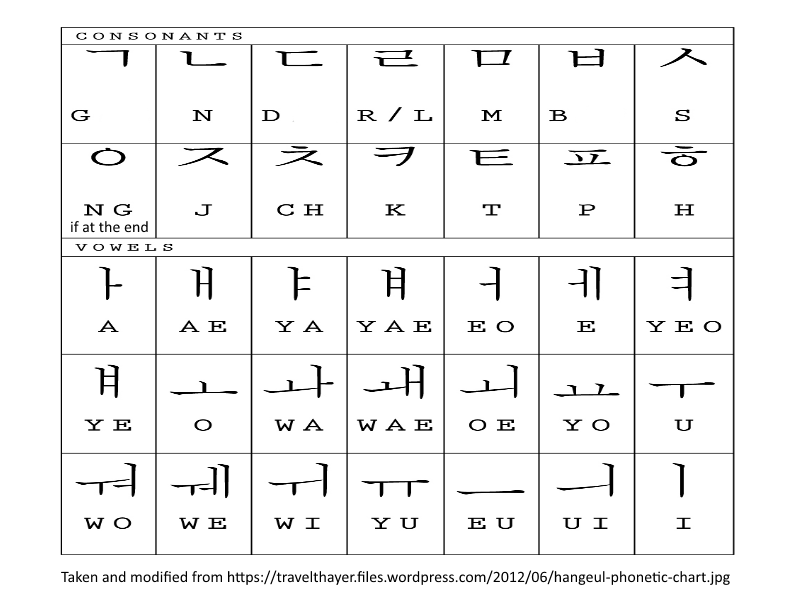 CONSONANTS
ㄱ ㄴ ㄷ ㄹ ㅁ ㅂ ㅅ
G N D R / L M B S
ㅇ ㅈ ㅊ ㅋ ㅌ ㅍ ㅎ
NG J CH K T P H
if at the end
VOWELS
ㅏ ㅐ ㅑ ㅒ ㅓ ㅔ ㅕ
A AE YA YAE EO E YEO
ㅒ ㅗ ㅘ ㅙ ㅚ ㅛ ㅜ
YE O WA WAE OE YO U
ㅝ ㅞ ㅟ ㅠ ㅡ ㅢ ㅣ
WO WE WI YU EU UI I
Taken and modified from https://travelthayer.files.wordpress.com/2012/06/hangeul-phonetic-chart.jpg